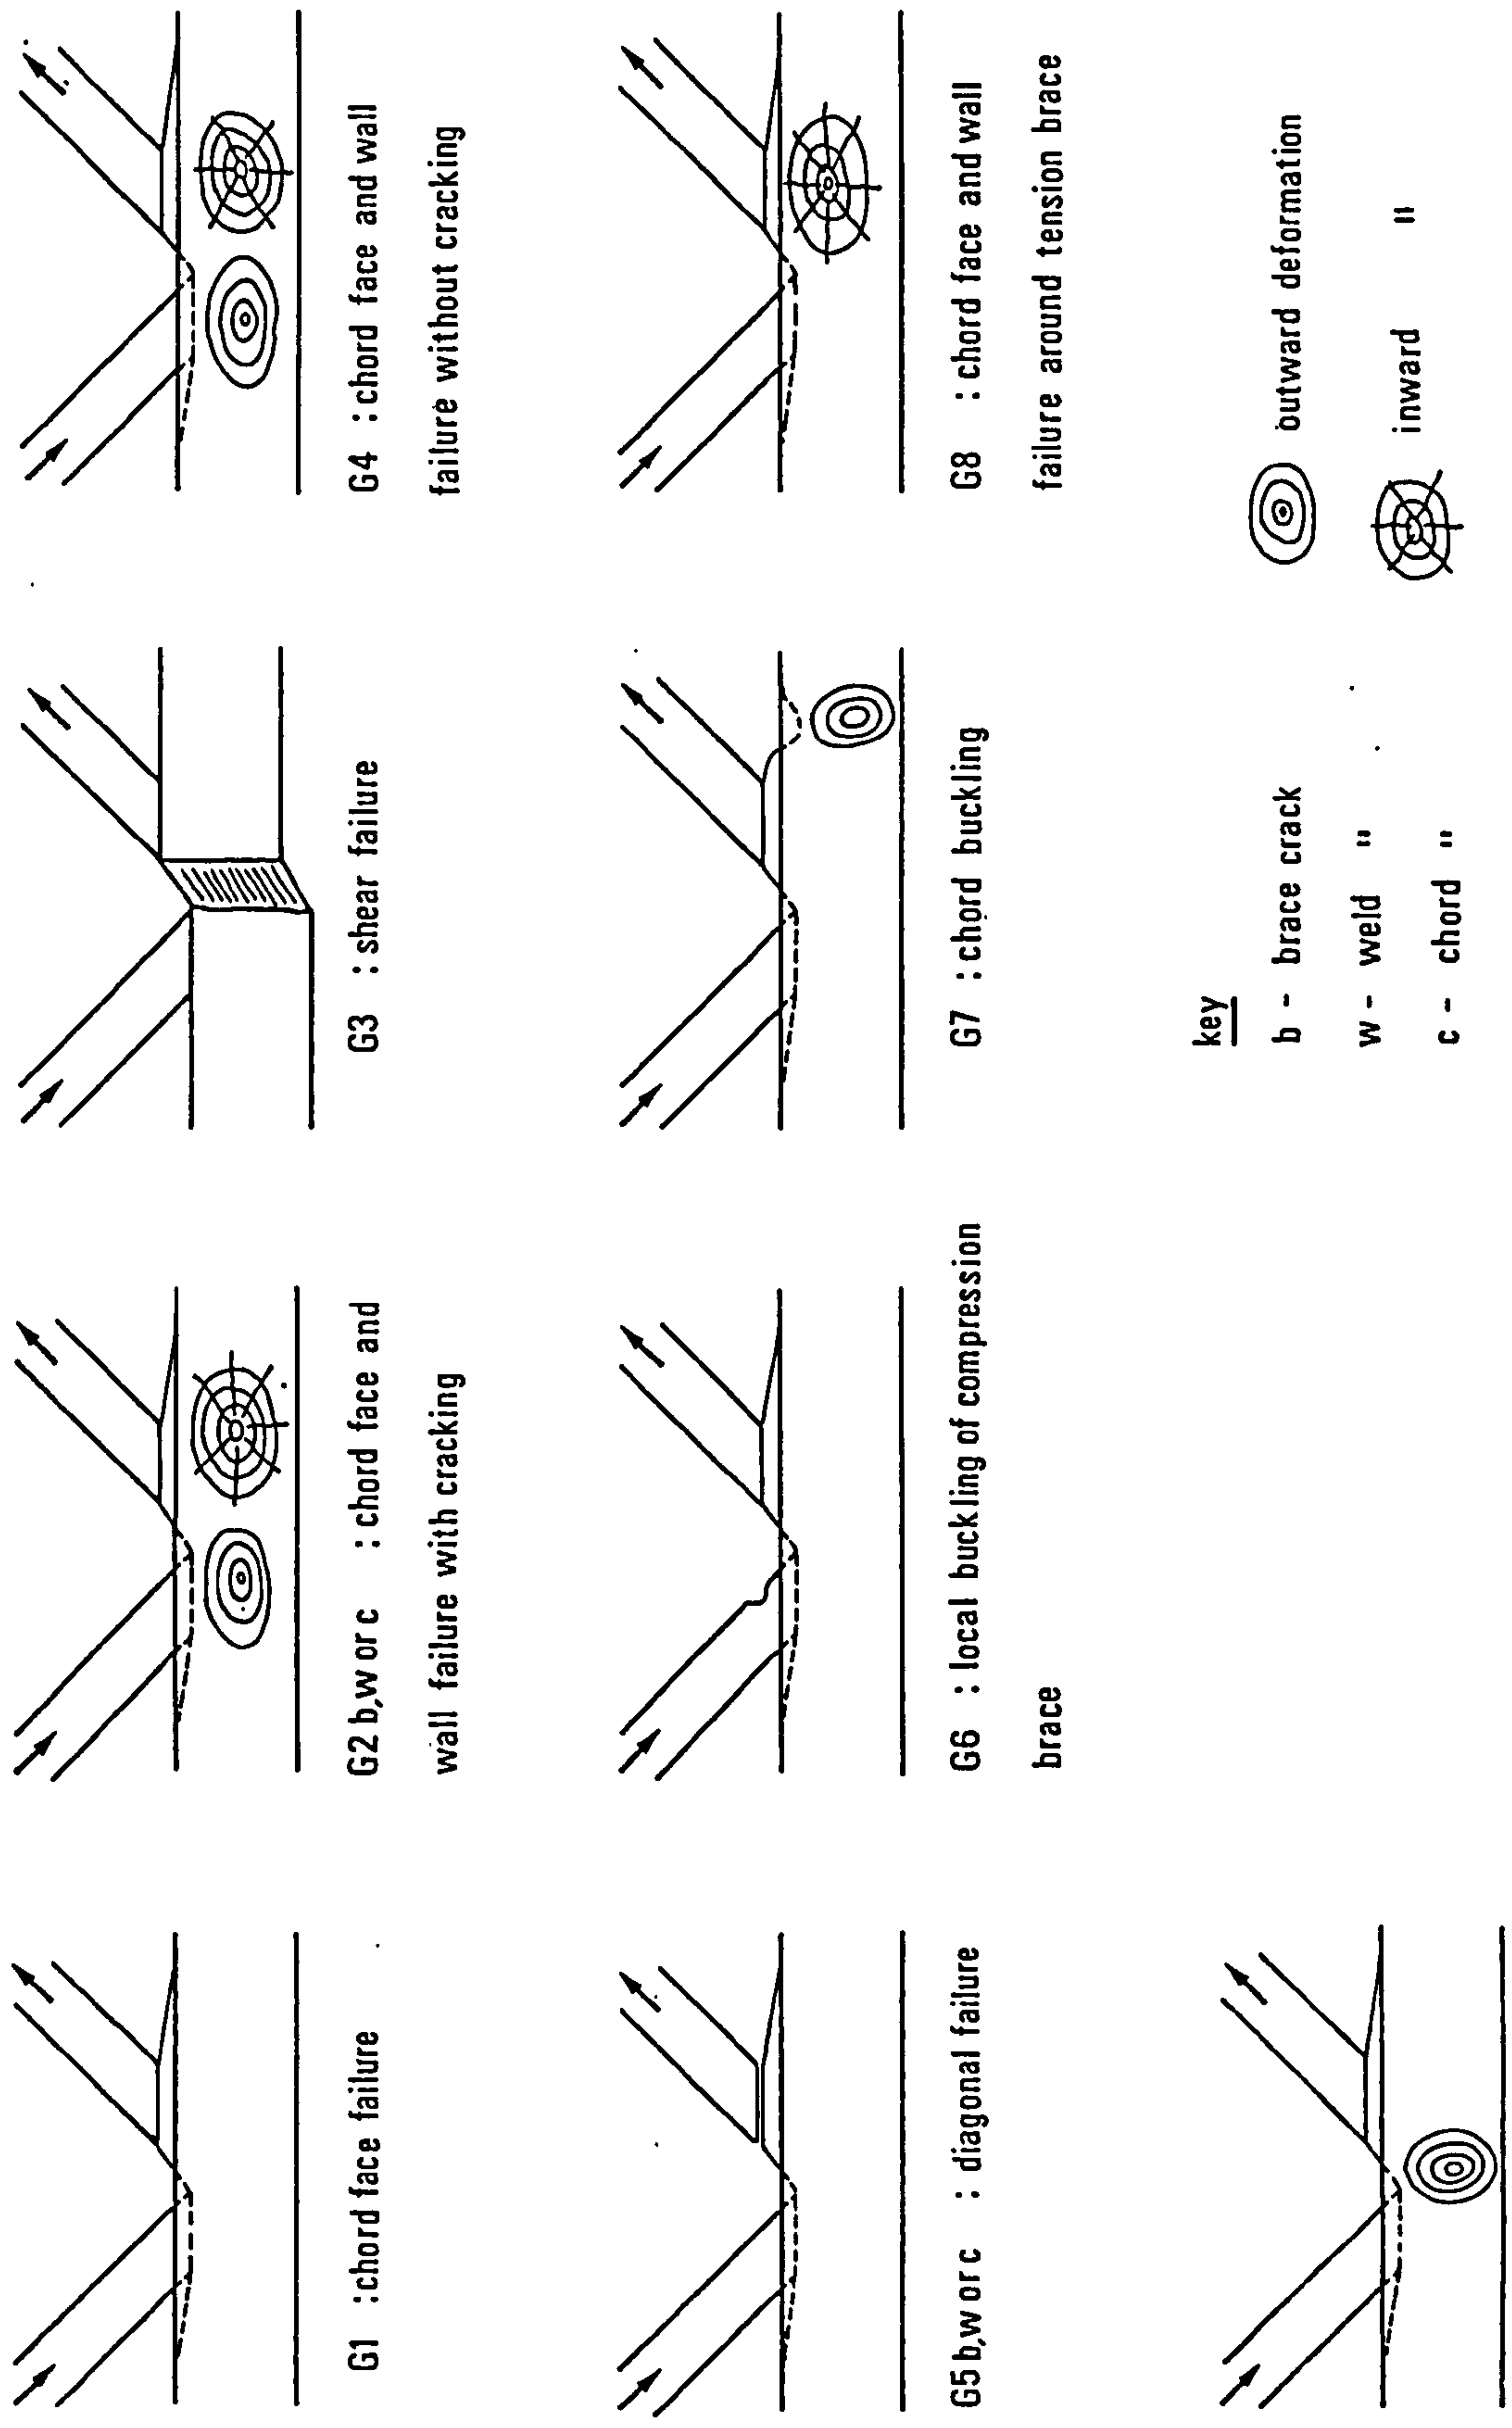 G1 : chord face failure
G2 b,w or c : chord face and
wall failure with cracking
G3 : shear failure
G4 : chord face and wall
failure without cracking
G5 b,w or c : diagonal failure
G6 : local buckling of compression
brace
G7 : chord buckling
G8 : chord face and wall
failure around tension brace
key
b - brace crack
w - weld "
c - chord "
outward deformation
inward "